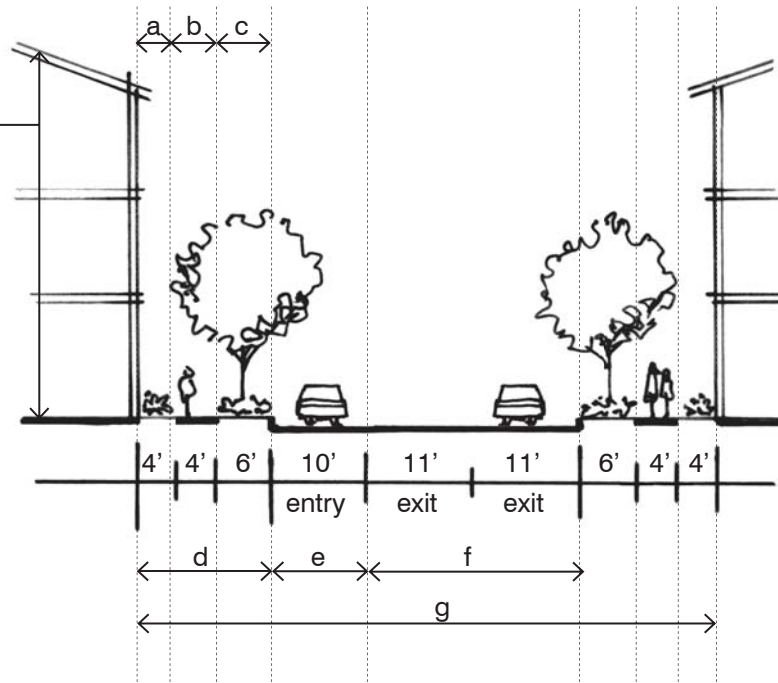 a b c
4’ 4’ 6’ 10’ 11’ 11’ 6’ 4’ 4’
entry exit exit
d e f
g